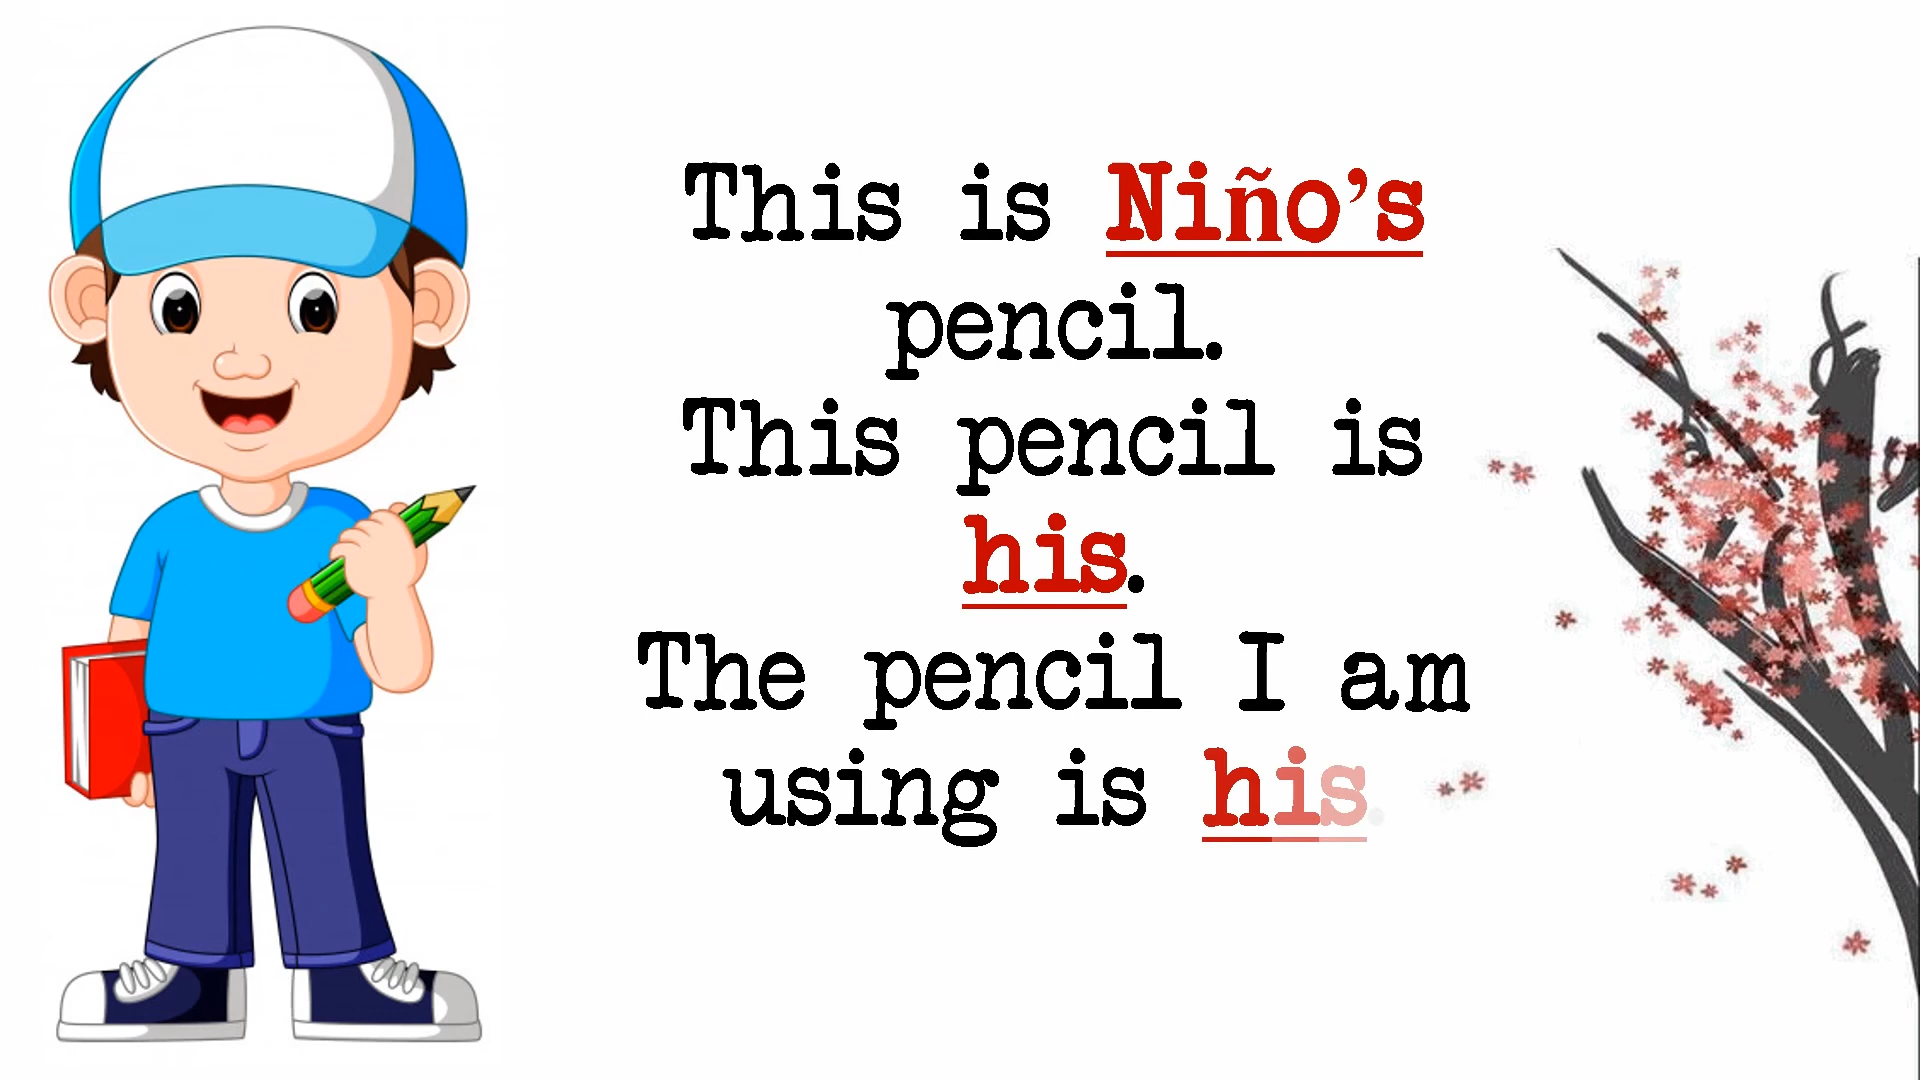 This is Niño’s
pencil.
This pencil is
his.
The pencil I am
using is his.